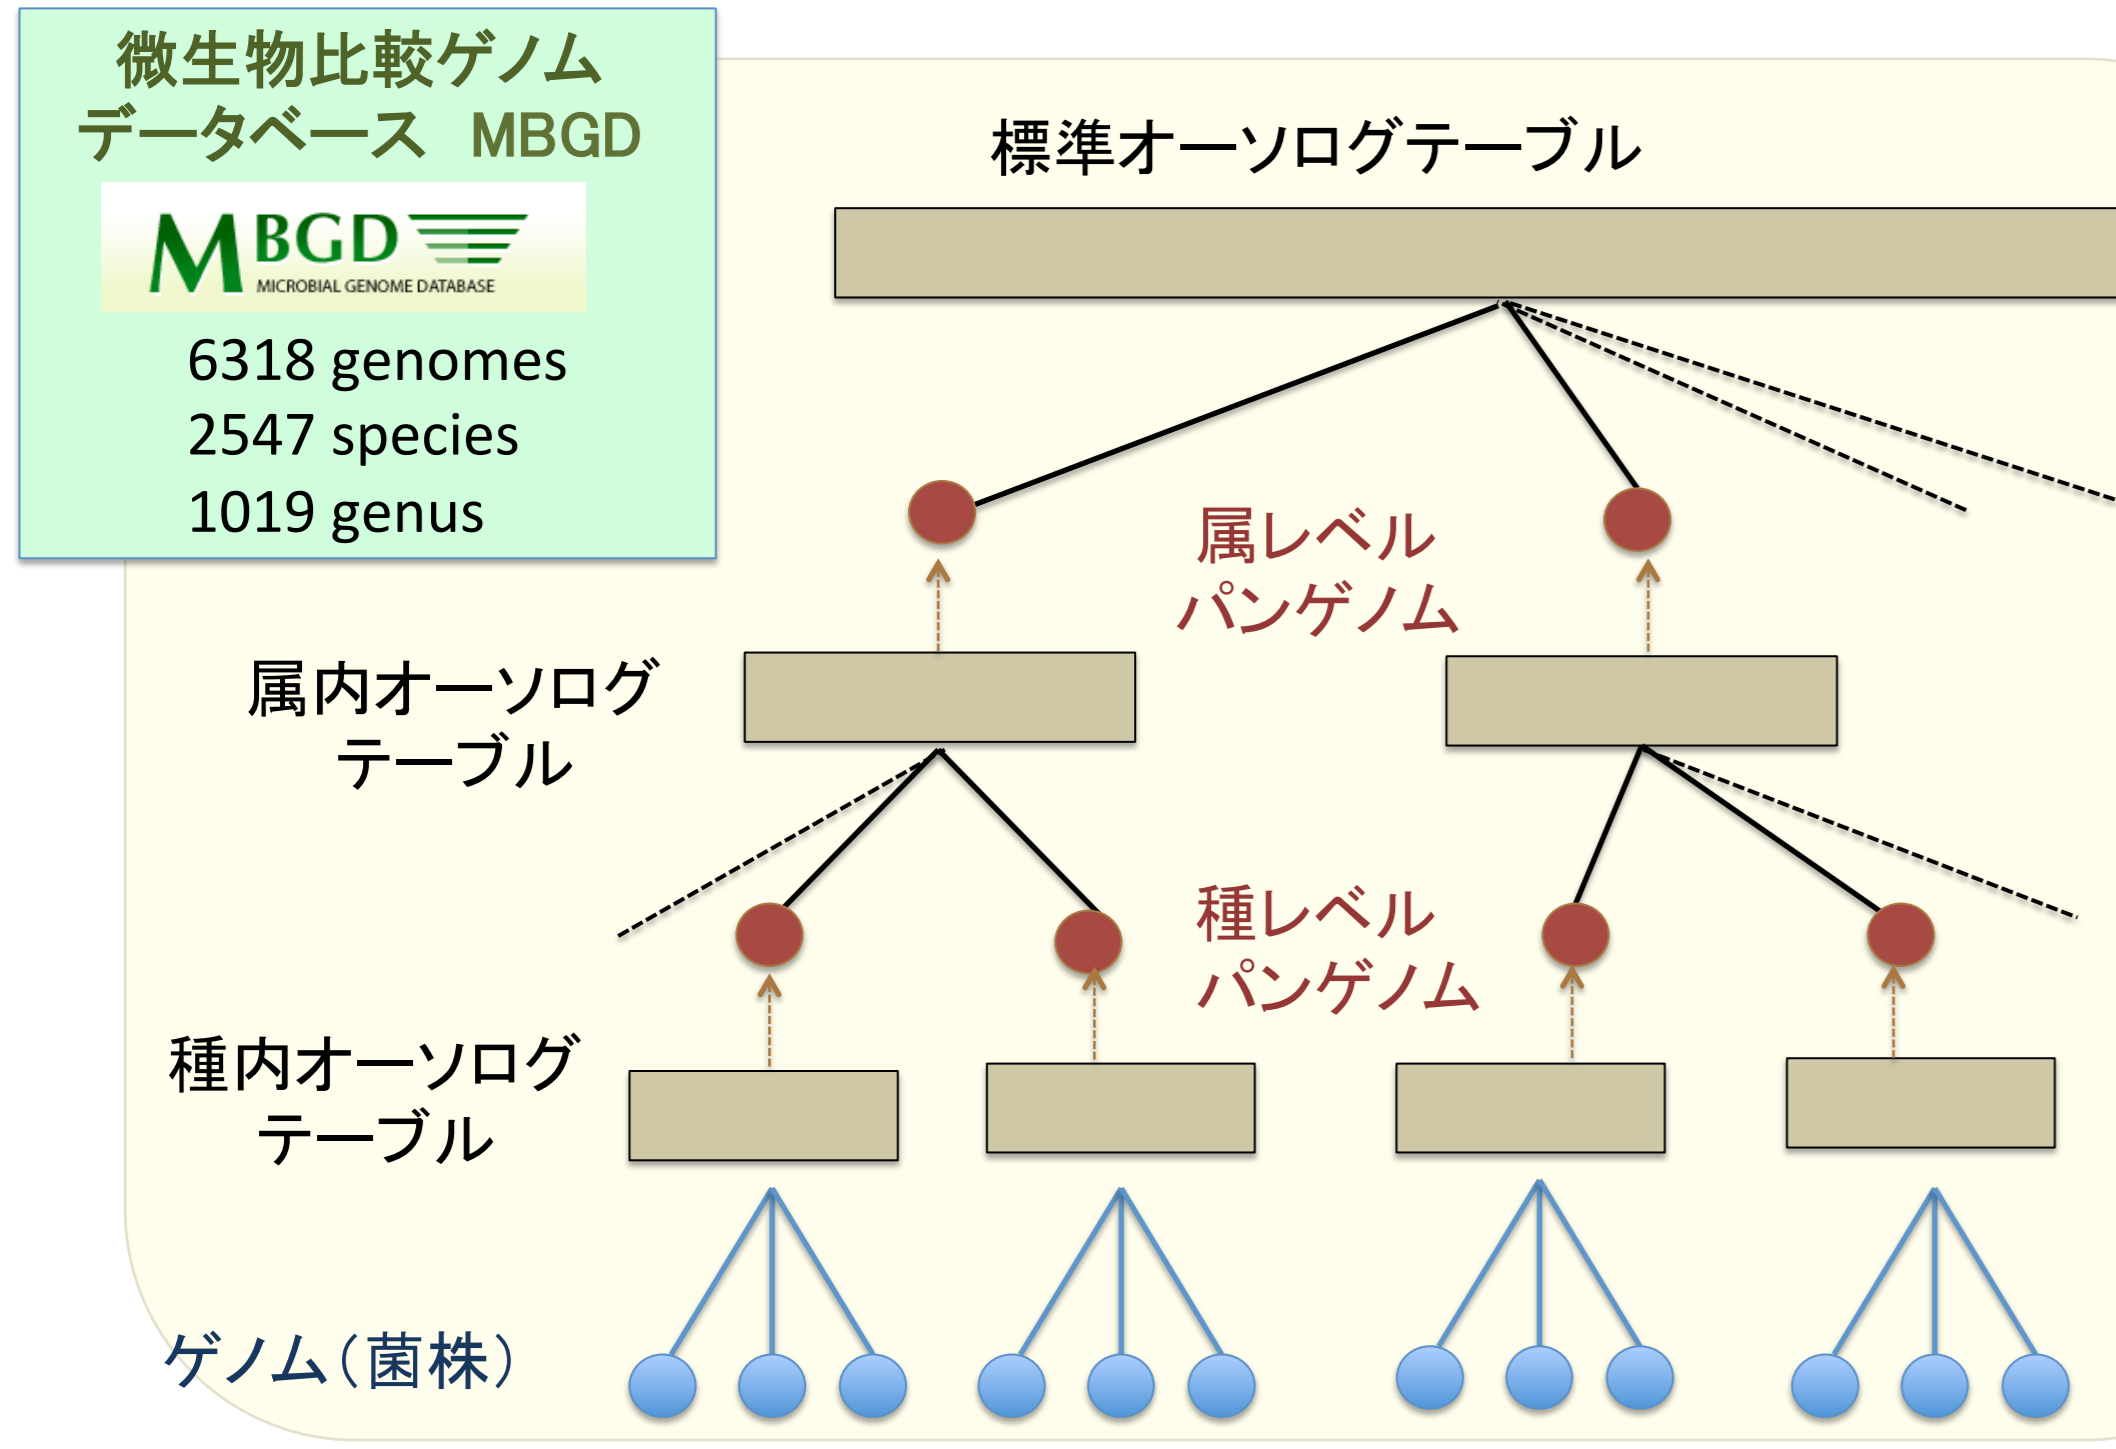 微生物比較ゲノム
データベース　MBGD
MBGD
MICROBIAL GENOME DATABASE
6318 genomes
2547 species
1019 genus
標準オーソログテーブル
属レベル
パンゲノム
属内オーソログ
テーブル
種レベル
パンゲノム
種内オーソログ
テーブル
ゲノム（菌株）